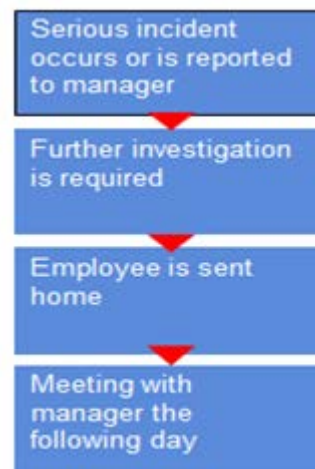 Serious incident
occurs or is reported
to manager
Further investigation
is required
Employee is sent
home
Meeting with
manager the
following day